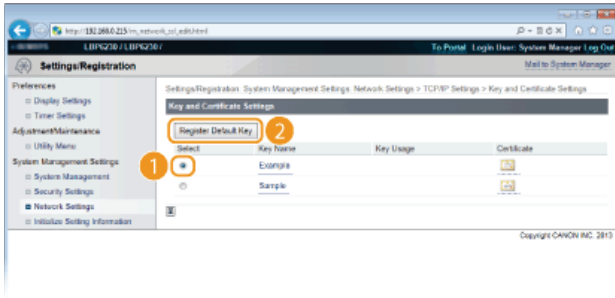 http://192.168.0.215/m_network_ssl_edit.html
LBP6230 / LBP6230 /
To Portal Login User: System Manager Log Out
Settings/Registration
Mail to System Manager
Preferences
Display Settings
Timer Settings
Adjustment/Maintenance
Utility Menu
System Management Settings
System Management
Security Settings
Network Settings
Initialize Setting Information
Settings/Registration: System Management Settings: Network Settings > TCP/IP Settings > Key and Certificate Settings
Key and Certificate Settings
Register Default Key
2
Select Key Name Key Usage Certificate
1
Example
Sample
Copyright CANON INC. 2013